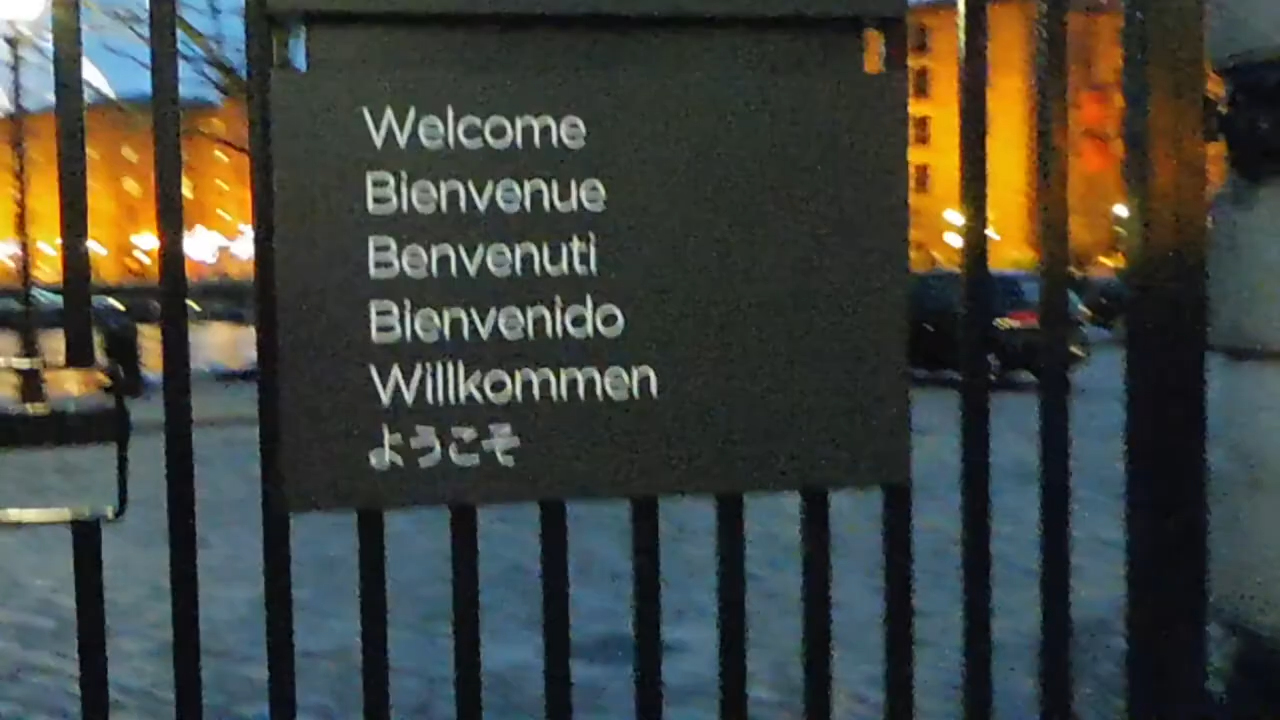 Welcome
Bienvenue
Benvenuti
Bienvenido
Willkommen
ようこそ